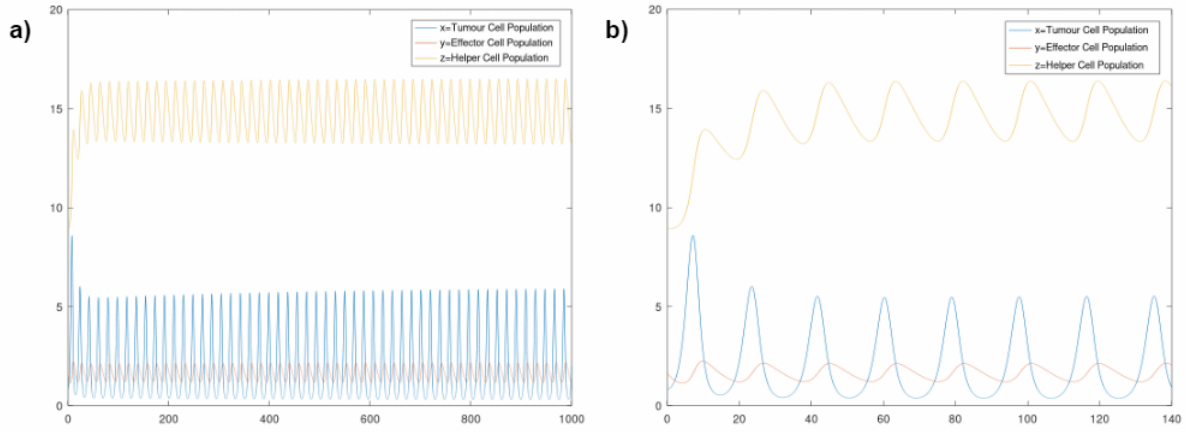 a)
20
15
10
5
0
0 200 400 600 800 1000
x=Tumour Cell Population
y=Effector Cell Population
z=Helper Cell Population
b)
20
15
10
5
0
0 20 40 60 80 100 120 140
x=Tumour Cell Population
y=Effector Cell Population
z=Helper Cell Population